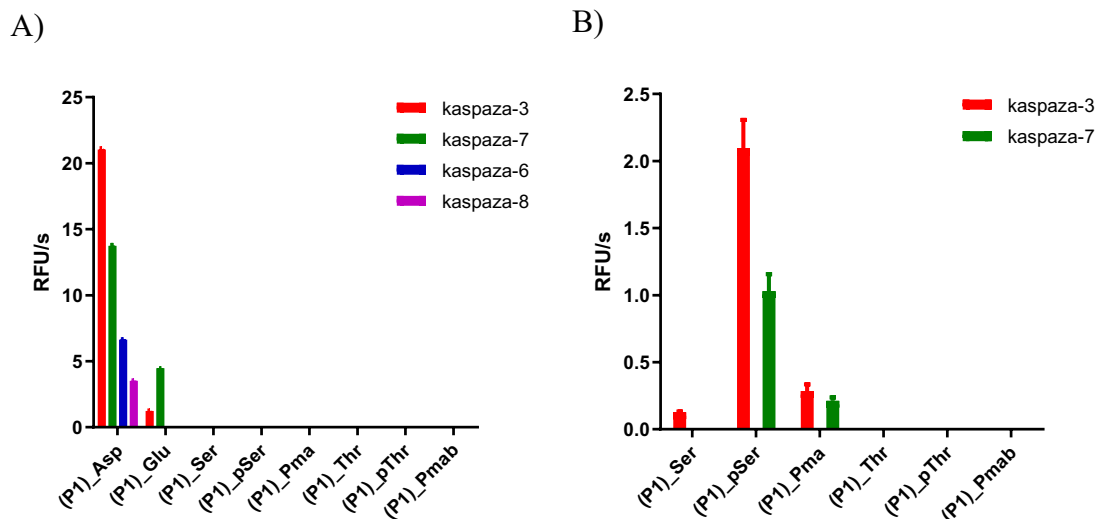 A)
B)
25
20
15
10
5
0
RFU/s
kaspaza-3
kaspaza-7
kaspaza-6
kaspaza-8
(P1)_Asp
(P1)_Glu
(P1)_Ser
(P1)_pSer
(P1)_Pma
(P1)_Thr
(P1)_pThr
(P1)_Pmab
2.5
2.0
1.5
1.0
0.5
0.0
RFU/s
kaspaza-3
kaspaza-7
(P1)_Ser
(P1)_pSer
(P1)_Pma
(P1)_Thr
(P1)_pThr
(P1)_Pmab